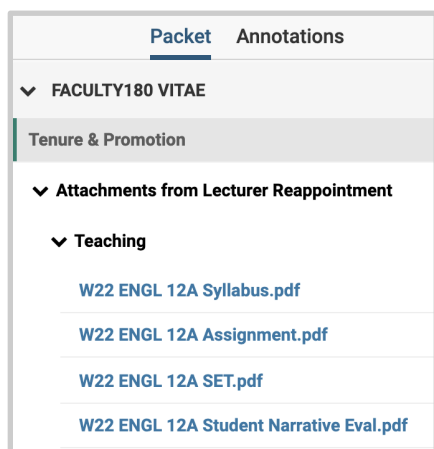 Packet Annotations
FACULTY180 VITAE
Tenure & Promotion
Attachments from Lecturer Reappointment
Teaching
W22 ENGL 12A Syllabus.pdf
W22 ENGL 12A Assignment.pdf
W22 ENGL 12A SET.pdf
W22 ENGL 12A Student Narrative Eval.pdf